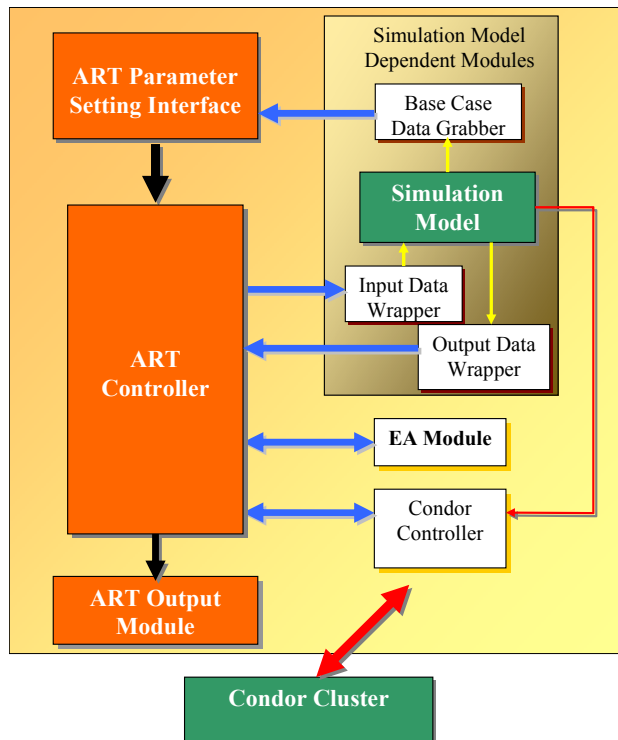 ART Parameter
Setting Interface
Simulation Model
Dependent Modules
Base Case
Data Grabber
Simulation
Model
Input Data
Wrapper
Output Data
Wrapper
ART
Controller
EA Module
Condor
Controller
ART Output
Module
Condor Cluster